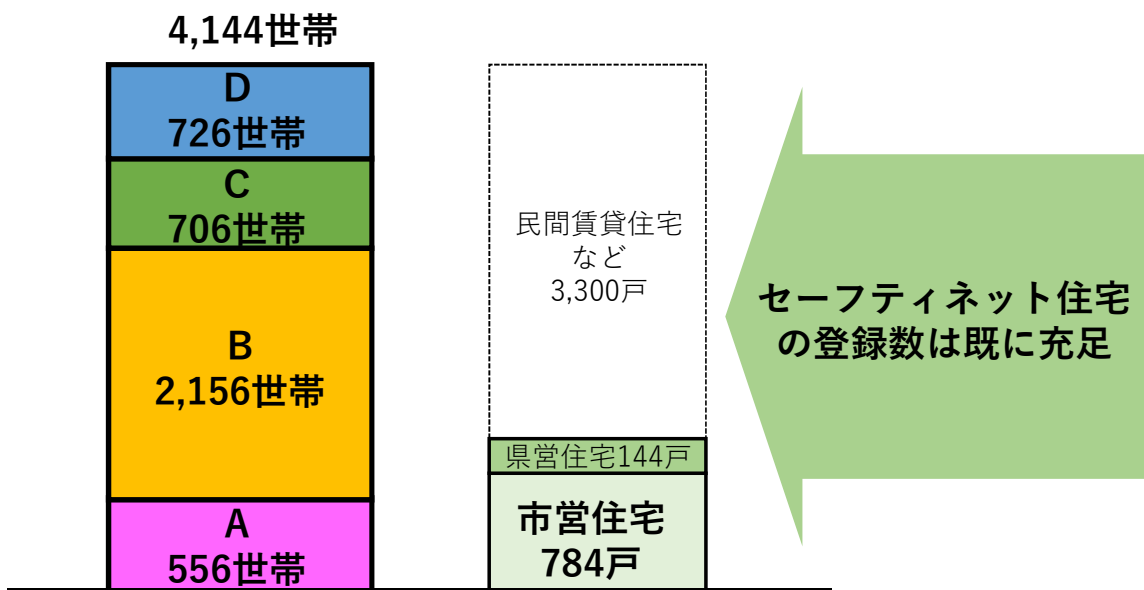 4,144世帯
D
726世帯
C
706世帯
B
2,156世帯
A
556世帯
民間賃貸住宅
など
3,300戸
県営住宅144戸
市営住宅
784戸
セーフティネット住宅
の登録数は既に充足